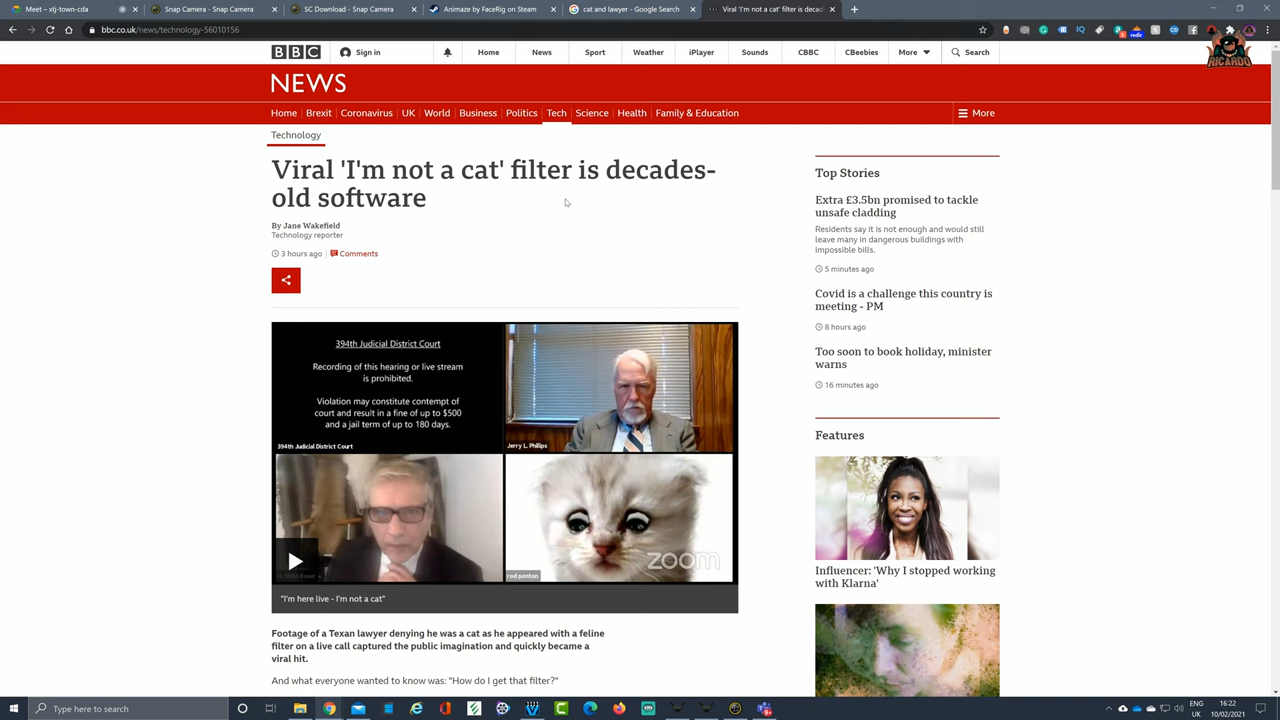 Meet – xtj-town-cda
Snap Camera - Snap Camera
SC Download - Snap Camera
Animaze by FaceRig on Steam
cat and lawyer - Google Search
Viral 'I'm not a cat' filter is decad
bbc.co.uk/news/technology-56010156
BBC
Sign in
Home
News
Sport
Weather
iPlayer
Sounds
CBBC
CBeebies
More
Search
RICARDO
NEWS
Home
Brexit
Coronavirus
UK
World
Business
Politics
Tech
Science
Health
Family & Education
More
Technology
Viral 'I'm not a cat' filter is decades-
old software
By Jane Wakefield
Technology reporter
3 hours ago
Comments
394th Judicial District Court
Recording of this hearing or live stream
is prohibited.
Violation may constitute contempt of
court and result in a fine of up to $500
and a jail term of up to 180 days.
394th Judicial District Court
Jerry L. Phillips
rod ponton
zoom
"I'm here live - I'm not a cat"
Footage of a Texan lawyer denying he was a cat as he appeared with a feline
filter on a live call captured the public imagination and quickly became a
viral hit.
And what everyone wanted to know was: "How do I get that filter?"
Top Stories
Extra £3.5bn promised to tackle
unsafe cladding
Residents say it is not enough and would still
leave many in dangerous buildings with
impossible bills.
5 minutes ago
Covid is a challenge this country is
meeting - PM
8 hours ago
Too soon to book holiday, minister
warns
16 minutes ago
Features
Influencer: 'Why I stopped working
with Klarna'
Type here to search
ENG
UK
16:22
10/02/2021